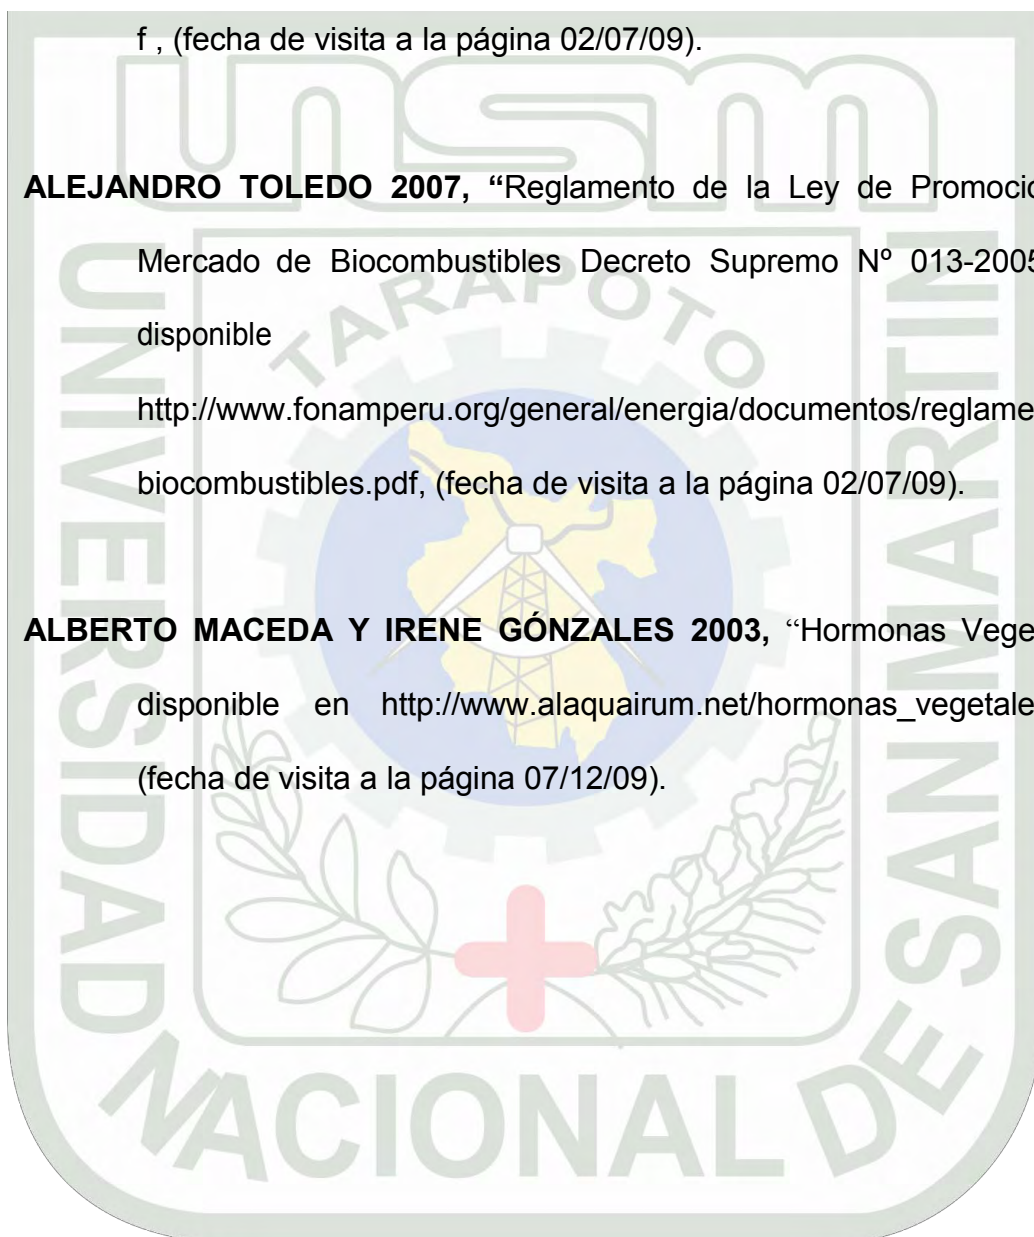 f , (fecha de visita a la página 02/07/09).
unsm
ALEJANDRO TOLEDO 2007, “Reglamento de la Ley de Promoció
Mercado de Biocombustibles Decreto Supremo Nº 013-2005
disponible
http://www.fonamperu.org/general/energia/documentos/reglame
biocombustibles.pdf, (fecha de visita a la página 02/07/09).
ALBERTO MACEDA Y IRENE GÓNZALES 2003, “Hormonas Vege
disponible en http://www.alaquairum.net/hormonas_vegetale
(fecha de visita a la página 07/12/09).
TARAPOTO
UNIVERSIDAD
NACIONAL DE
SAN MARTIN